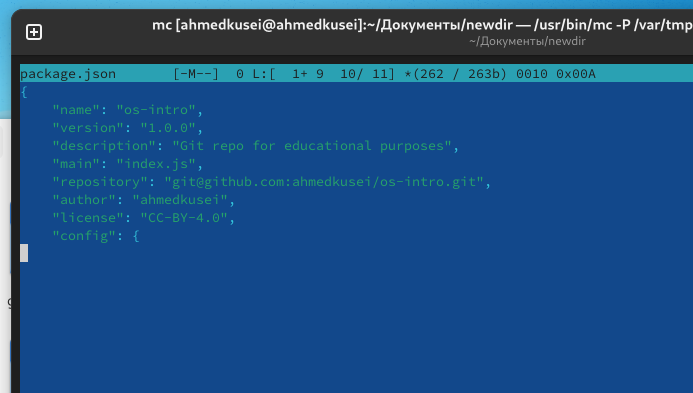 mc [ahmedkusei@ahmedkusei]:~/Документы/newdir — /usr/bin/mc -P /var/tmp
~/Документы/newdir
package.json [-M--] 0 L:[ 1+ 9 10/ 11] *(262 / 263b) 0010 0x00A
{
"name": "os-intro",
"version": "1.0.0",
"description": "Git repo for educational purposes",
"main": "index.js",
"repository": "git@github.com:ahmedkusei/os-intro.git",
"author": "ahmedkusei",
"license": "CC-BY-4.0",
"config": {